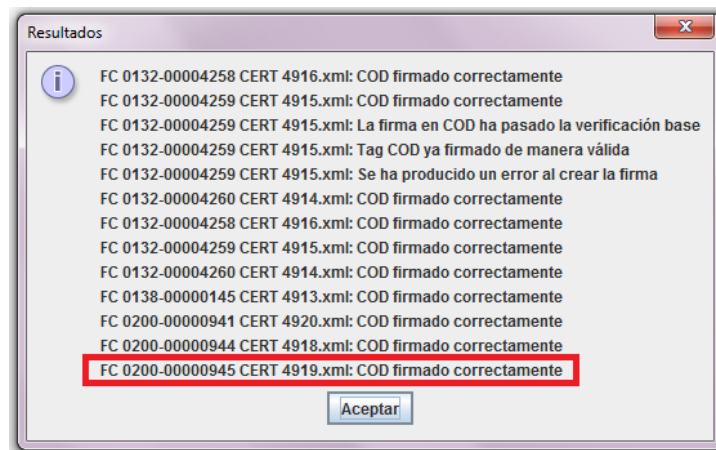 Resultados
FC 0132-00004258 CERT 4916.xml: COD firmado correctamente
FC 0132-00004259 CERT 4915.xml: COD firmado correctamente
FC 0132-00004259 CERT 4915.xml: La firma en COD ha pasado la verificación base
FC 0132-00004259 CERT 4915.xml: Tag COD ya firmado de manera válida
FC 0132-00004259 CERT 4915.xml: Se ha producido un error al crear la firma
FC 0132-00004260 CERT 4914.xml: COD firmado correctamente
FC 0132-00004258 CERT 4916.xml: COD firmado correctamente
FC 0132-00004259 CERT 4915.xml: COD firmado correctamente
FC 0132-00004260 CERT 4914.xml: COD firmado correctamente
FC 0138-00000145 CERT 4913.xml: COD firmado correctamente
FC 0200-00000941 CERT 4920.xml: COD firmado correctamente
FC 0200-00000944 CERT 4918.xml: COD firmado correctamente
FC 0200-00000945 CERT 4919.xml: COD firmado correctamente
Aceptar